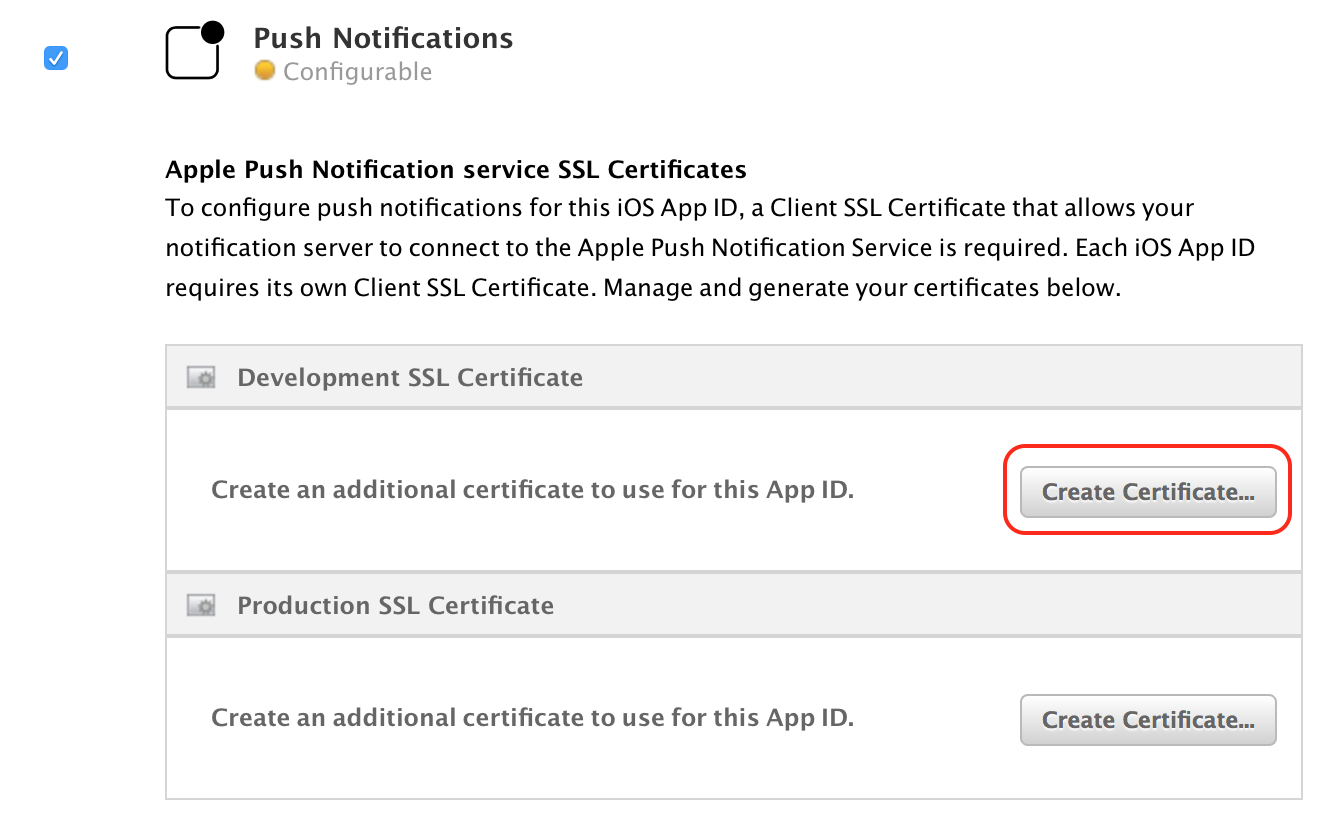 Push Notifications
Configurable
Apple Push Notification service SSL Certificates
To configure push notifications for this iOS App ID, a Client SSL Certificate that allows your
notification server to connect to the Apple Push Notification Service is required. Each iOS App ID
requires its own Client SSL Certificate. Manage and generate your certificates below.
Development SSL Certificate
Create an additional certificate to use for this App ID.
Create Certificate...
Production SSL Certificate
Create an additional certificate to use for this App ID.
Create Certificate...